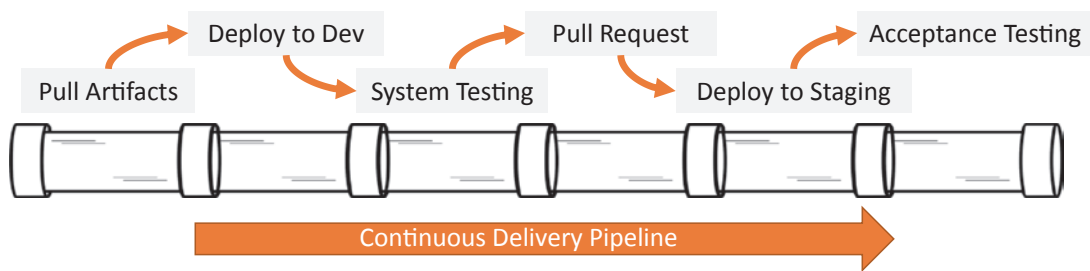 Pull Artifacts
Deploy to Dev
System Testing
Pull Request
Deploy to Staging
Acceptance Testing
Continuous Delivery Pipeline